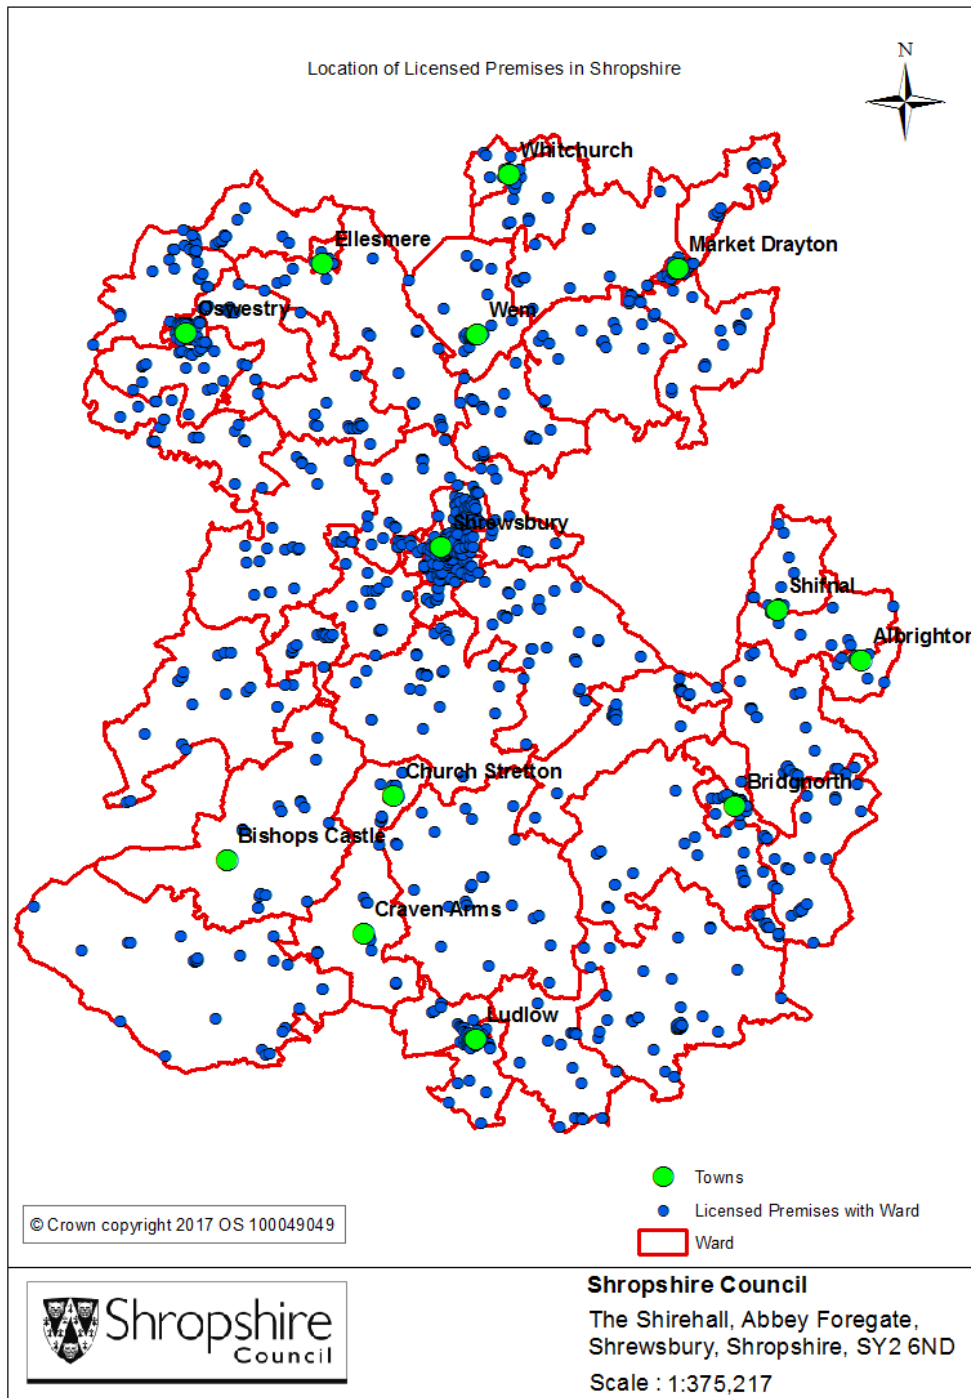 Location of Licensed Premises in Shropshire
N
Whitchurch
Ellesmere
Market Drayton
Oswestry
Wem
Shrewsbury
Shifnal
Albrighton
Church Stretton
Bridgnorth
Bishops Castle
Craven Arms
Ludlow
Towns
Licensed Premises with Ward
Ward
© Crown copyright 2017 OS 100049049
Shropshire
Council
Shropshire Council
The Shirehall, Abbey Foregate,
Shrewsbury, Shropshire, SY2 6ND
Scale : 1:375,217